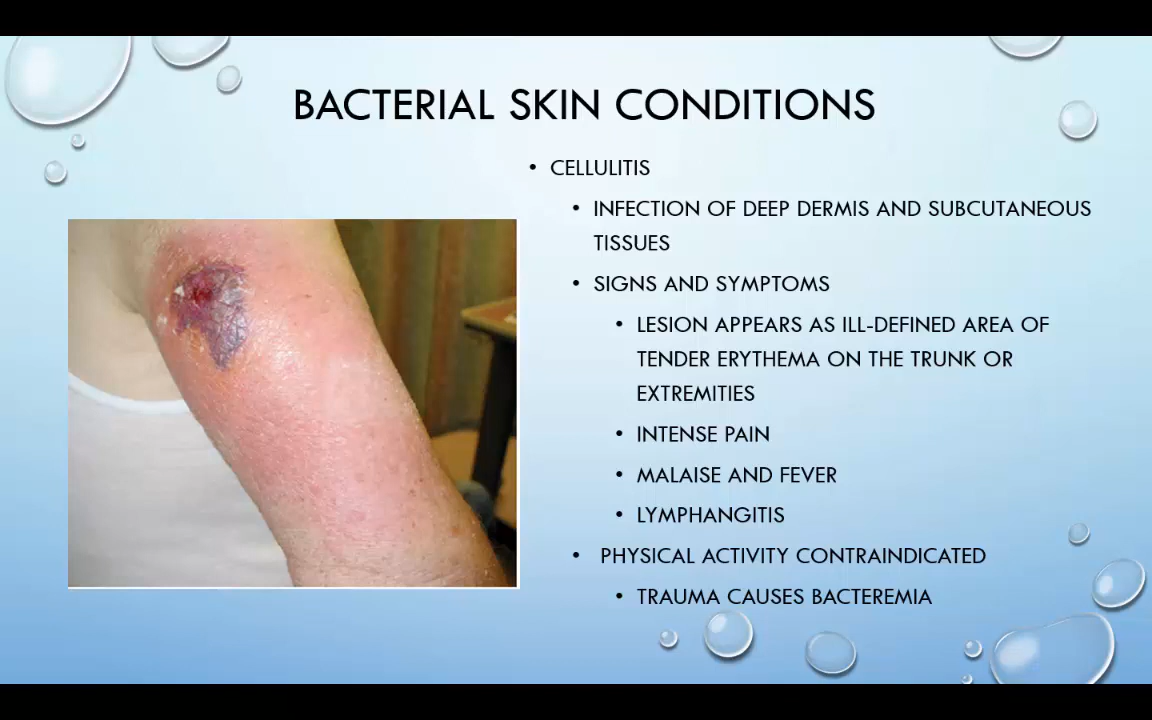 BACTERIAL SKIN CONDITIONS
• CELLULITIS
• INFECTION OF DEEP DERMIS AND SUBCUTANEOUS
TISSUES
• SIGNS AND SYMPTOMS
• LESION APPEARS AS ILL-DEFINED AREA OF
TENDER ERYTHEMA ON THE TRUNK OR
EXTREMITIES
• INTENSE PAIN
• MALAISE AND FEVER
• LYMPHANGITIS
• PHYSICAL ACTIVITY CONTRAINDICATED
• TRAUMA CAUSES BACTEREMIA